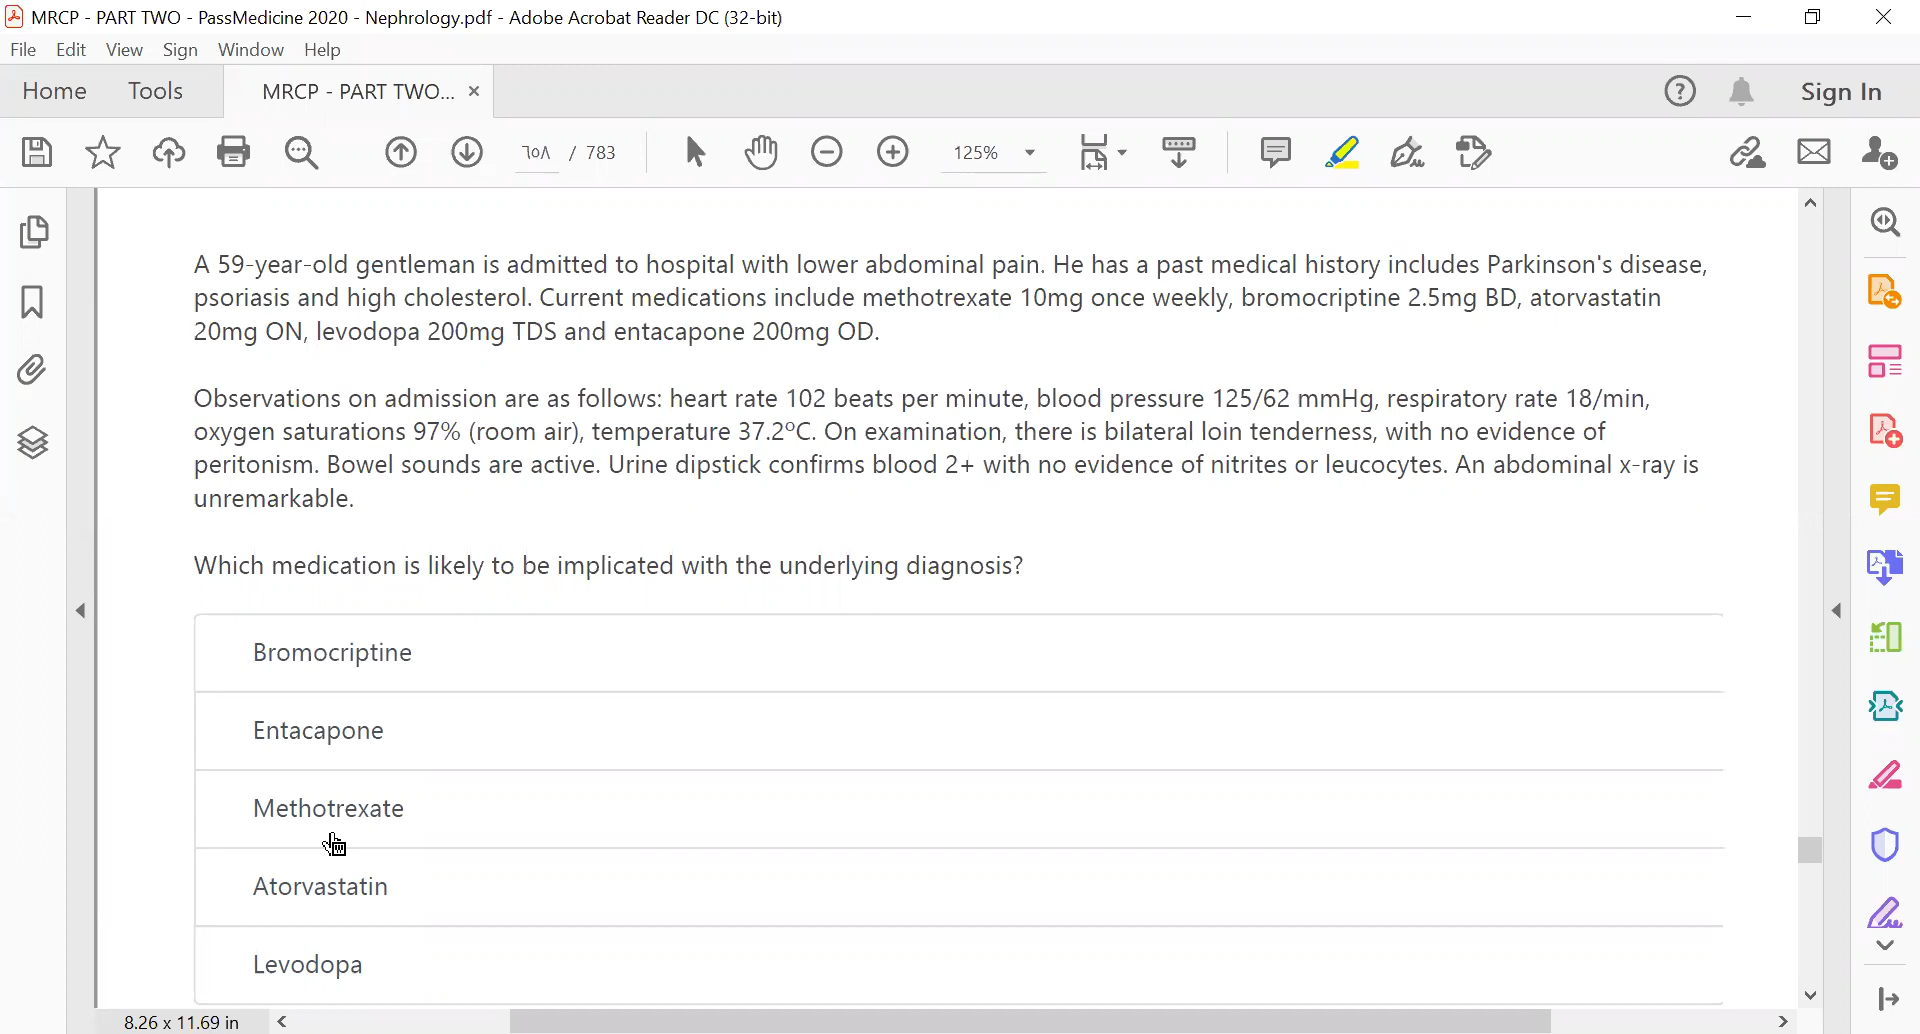 MRCP - PART TWO - PassMedicine 2020 - Nephrology.pdf - Adobe Acrobat Reader DC (32-bit)
File Edit View Sign Window Help
Home Tools MRCP - PART TWO... × Sign In
٦٥٨ / 783 125%
A 59-year-old gentleman is admitted to hospital with lower abdominal pain. He has a past medical history includes Parkinson's disease,
psoriasis and high cholesterol. Current medications include methotrexate 10mg once weekly, bromocriptine 2.5mg BD, atorvastatin
20mg ON, levodopa 200mg TDS and entacapone 200mg OD.
Observations on admission are as follows: heart rate 102 beats per minute, blood pressure 125/62 mmHg, respiratory rate 18/min,
oxygen saturations 97% (room air), temperature 37.2ºC. On examination, there is bilateral loin tenderness, with no evidence of
peritonism. Bowel sounds are active. Urine dipstick confirms blood 2+ with no evidence of nitrites or leucocytes. An abdominal x-ray is
unremarkable.
Which medication is likely to be implicated with the underlying diagnosis?
Bromocriptine
Entacapone
Methotrexate
Atorvastatin
Levodopa
8.26 x 11.69 in